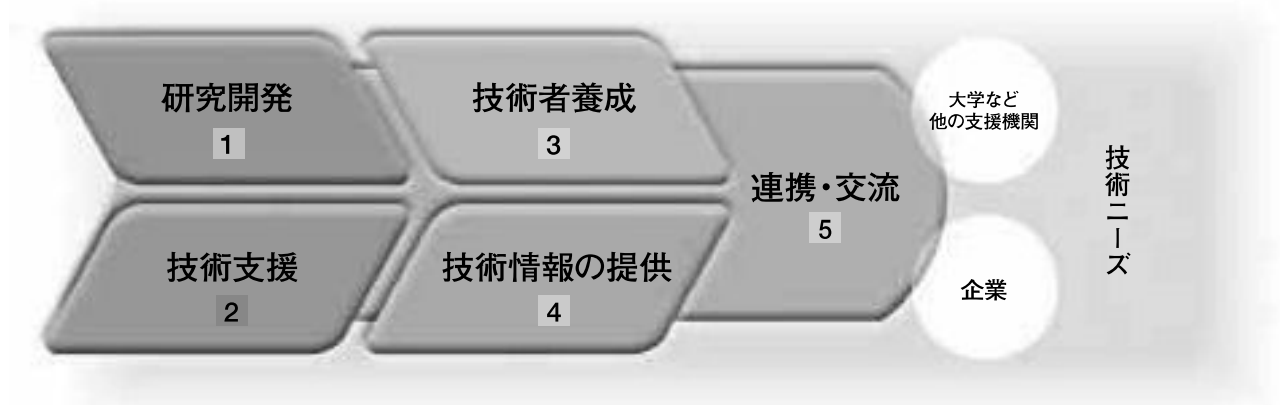 研究開発
1
技術者養成
3
技術支援
2
技術情報の提供
4
連携・交流
5
大学など
他の支援機関
企業
技術ニーズ